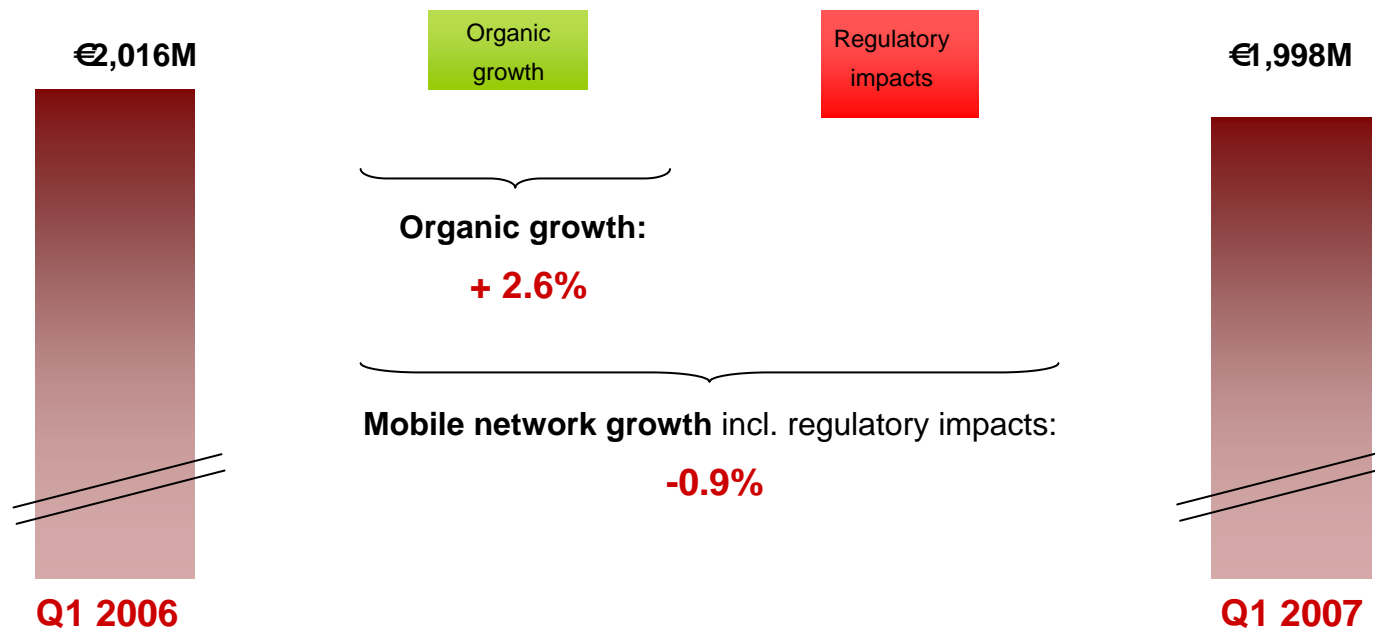 €2,016M
Organic
growth
Regulatory
impacts
€1,998M
Organic growth:
+ 2.6%
Mobile network growth incl. regulatory impacts:
-0.9%
Q1 2006
Q1 2007